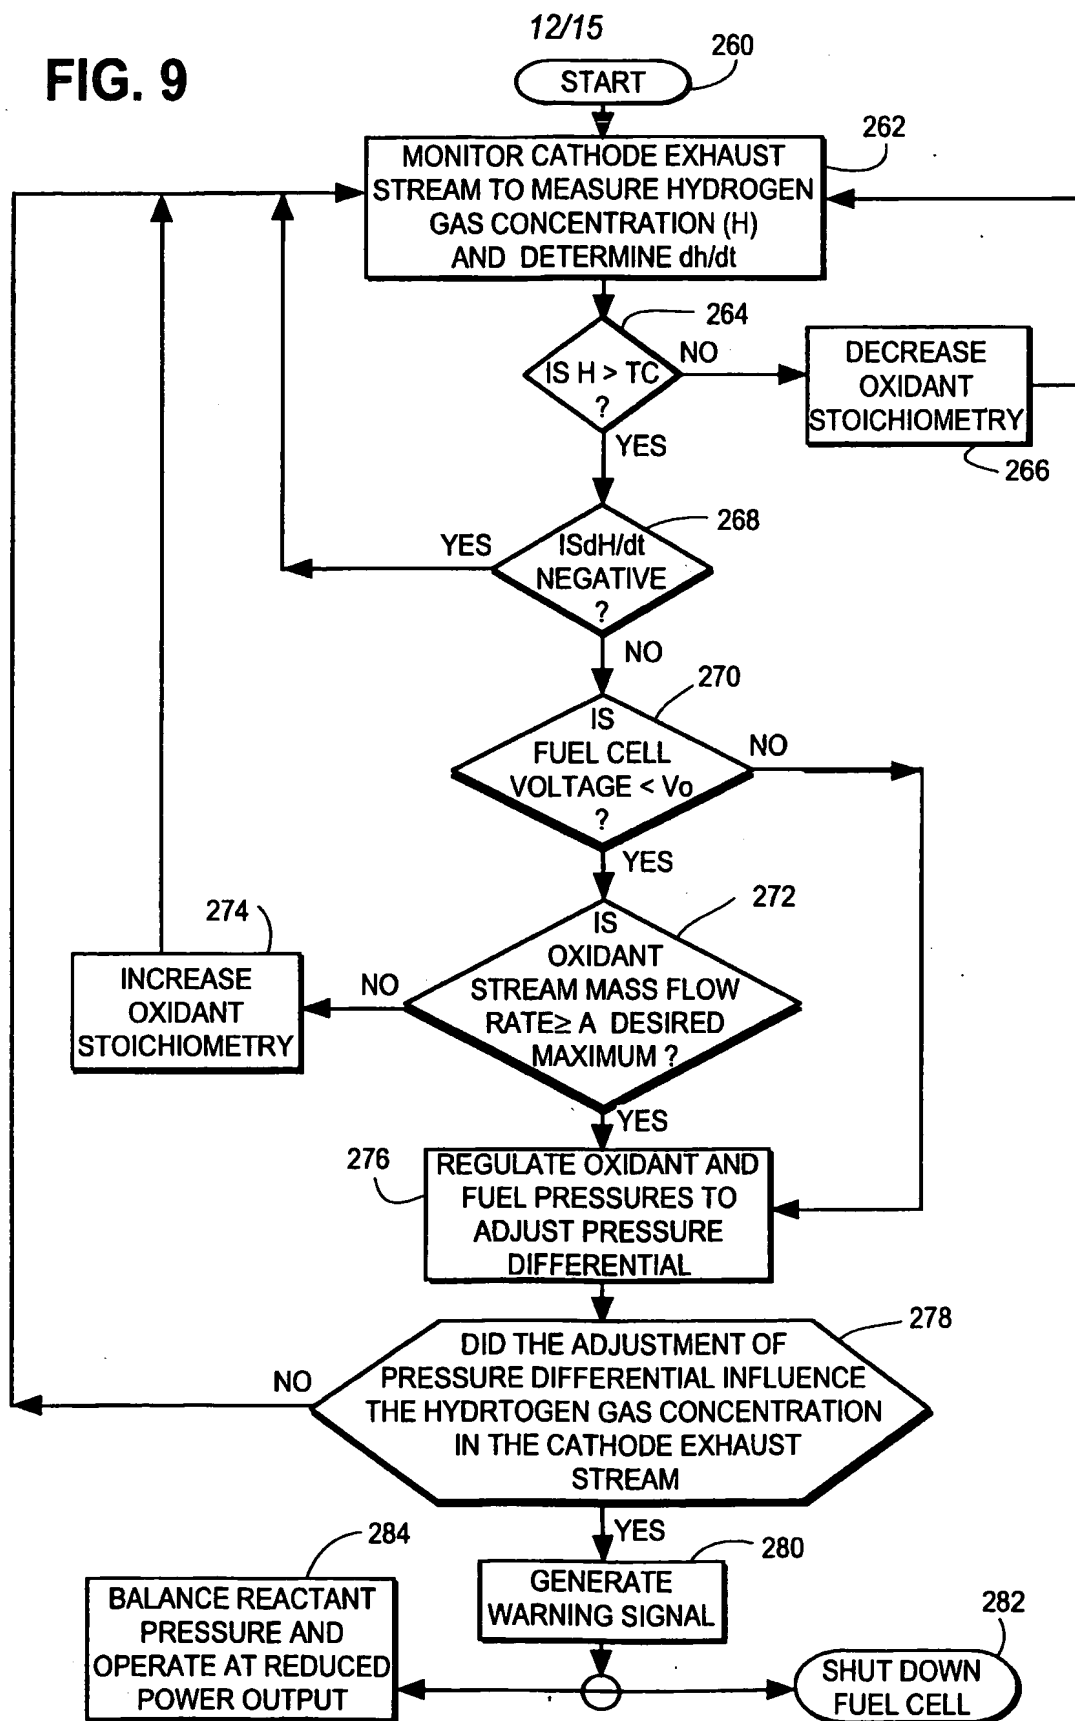 12/15
FIG. 9
260
START
262
MONITOR CATHODE EXHAUST
STREAM TO MEASURE HYDROGEN
GAS CONCENTRATION (H)
AND DETERMINE dh/dt
264
IS H > TC
?
NO
YES
DECREASE
OXIDANT
STOICHIOMETRY
266
268
ISdH/dt
NEGATIVE
?
YES
NO
270
IS
FUEL CELL
VOLTAGE < Vo
?
NO
YES
272
IS
OXIDANT
STREAM MASS FLOW
RATE≥ A DESIRED
MAXIMUM ?
NO
YES
274
INCREASE
OXIDANT
STOICHIOMETRY
276
REGULATE OXIDANT AND
FUEL PRESSURES TO
ADJUST PRESSURE
DIFFERENTIAL
278
DID THE ADJUSTMENT OF
PRESSURE DIFFERENTIAL INFLUENCE
THE HYDRTOGEN GAS CONCENTRATION
IN THE CATHODE EXHAUST
STREAM
NO
YES
280
GENERATE
WARNING SIGNAL
284
BALANCE REACTANT
PRESSURE AND
OPERATE AT REDUCED
POWER OUTPUT
282
SHUT DOWN
FUEL CELL